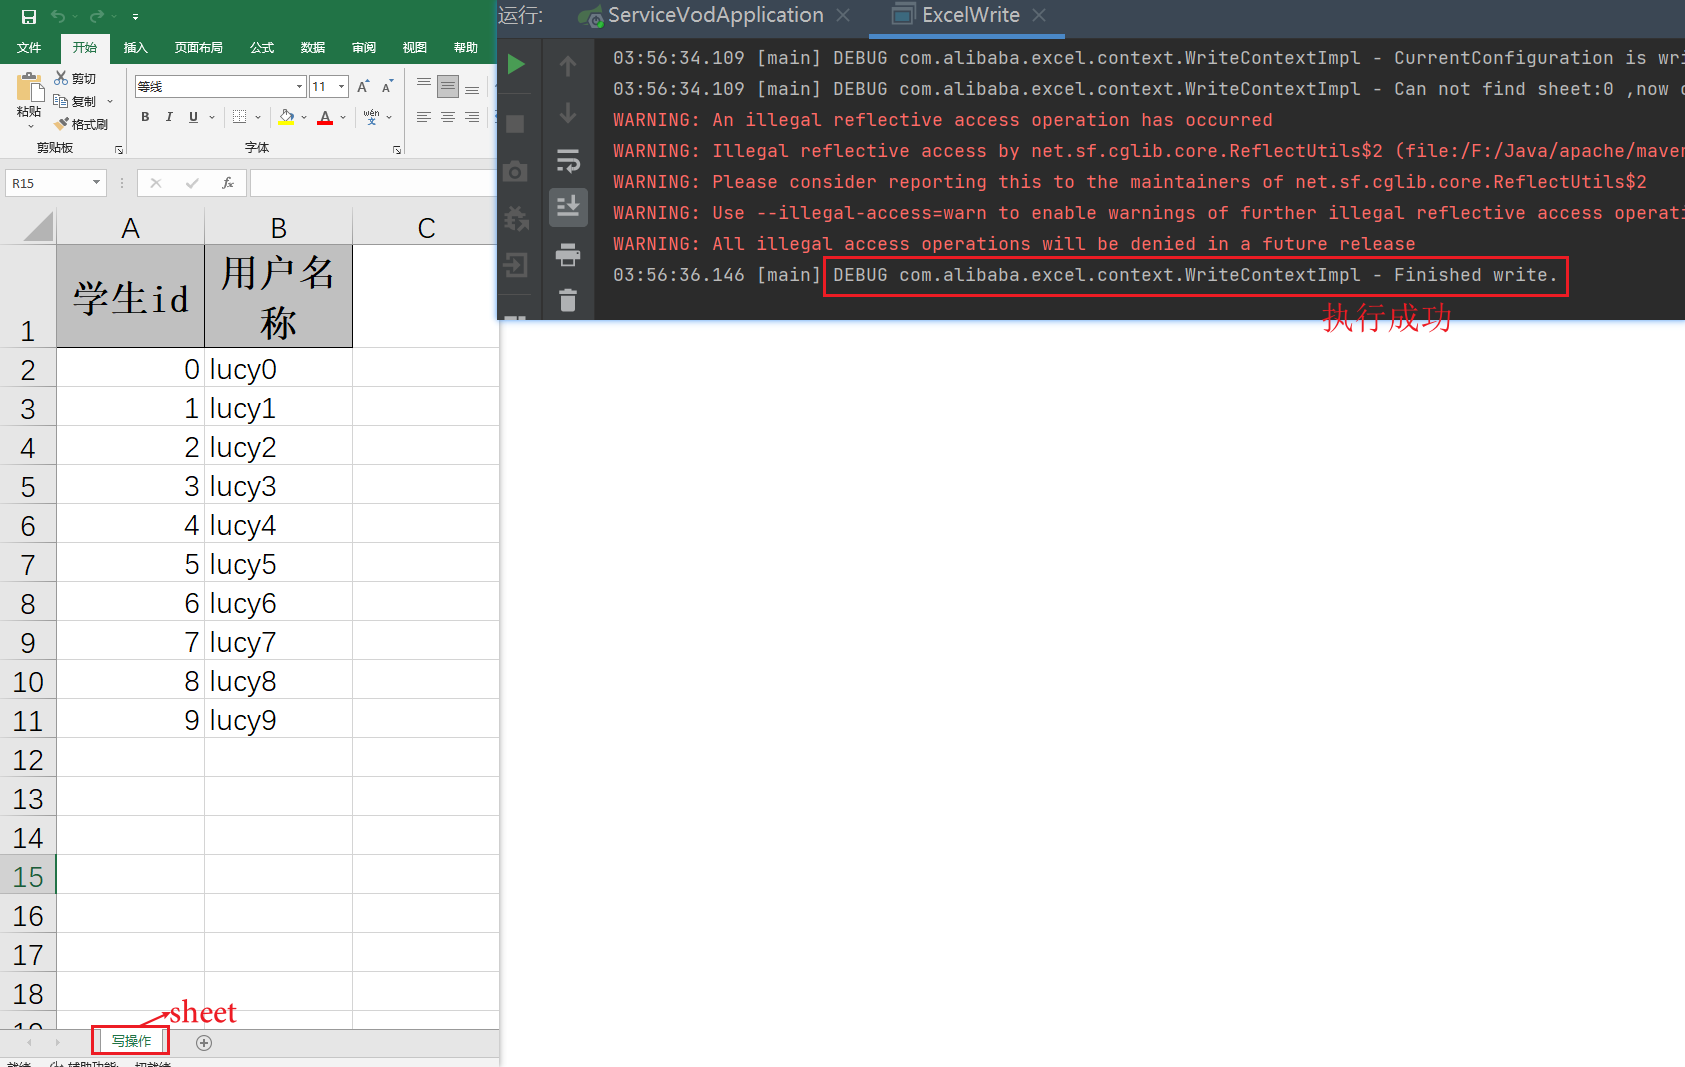 文件 开始 插入 页面布局 公式 数据 审阅 视图 帮助
剪切
复制
粘贴
格式刷
剪贴板
等线 11
A A
B I U A wén 文
字体
R15 fx
A B C
1 学生id 用户名称
2 0 lucy0
3 1 lucy1
4 2 lucy2
5 3 lucy3
6 4 lucy4
7 5 lucy5
8 6 lucy6
9 7 lucy7
10 8 lucy8
11 9 lucy9
12
13
14
15
16
17
18
19
sheet
写操作
运行: ServiceVodApplication ExcelWrite
03:56:34.109 [main] DEBUG com.alibaba.excel.context.WriteContextImpl - CurrentConfiguration is wri
03:56:34.109 [main] DEBUG com.alibaba.excel.context.WriteContextImpl - Can not find sheet:0 ,now
WARNING: An illegal reflective access operation has occurred
WARNING: Illegal reflective access by net.sf.cglib.core.ReflectUtils$2 (file:/F:/Java/apache/maven
WARNING: Please consider reporting this to the maintainers of net.sf.cglib.core.ReflectUtils$2
WARNING: Use --illegal-access=warn to enable warnings of further illegal reflective access operati
WARNING: All illegal access operations will be denied in a future release
03:56:36.146 [main] DEBUG com.alibaba.excel.context.WriteContextImpl - Finished write.
执行成功